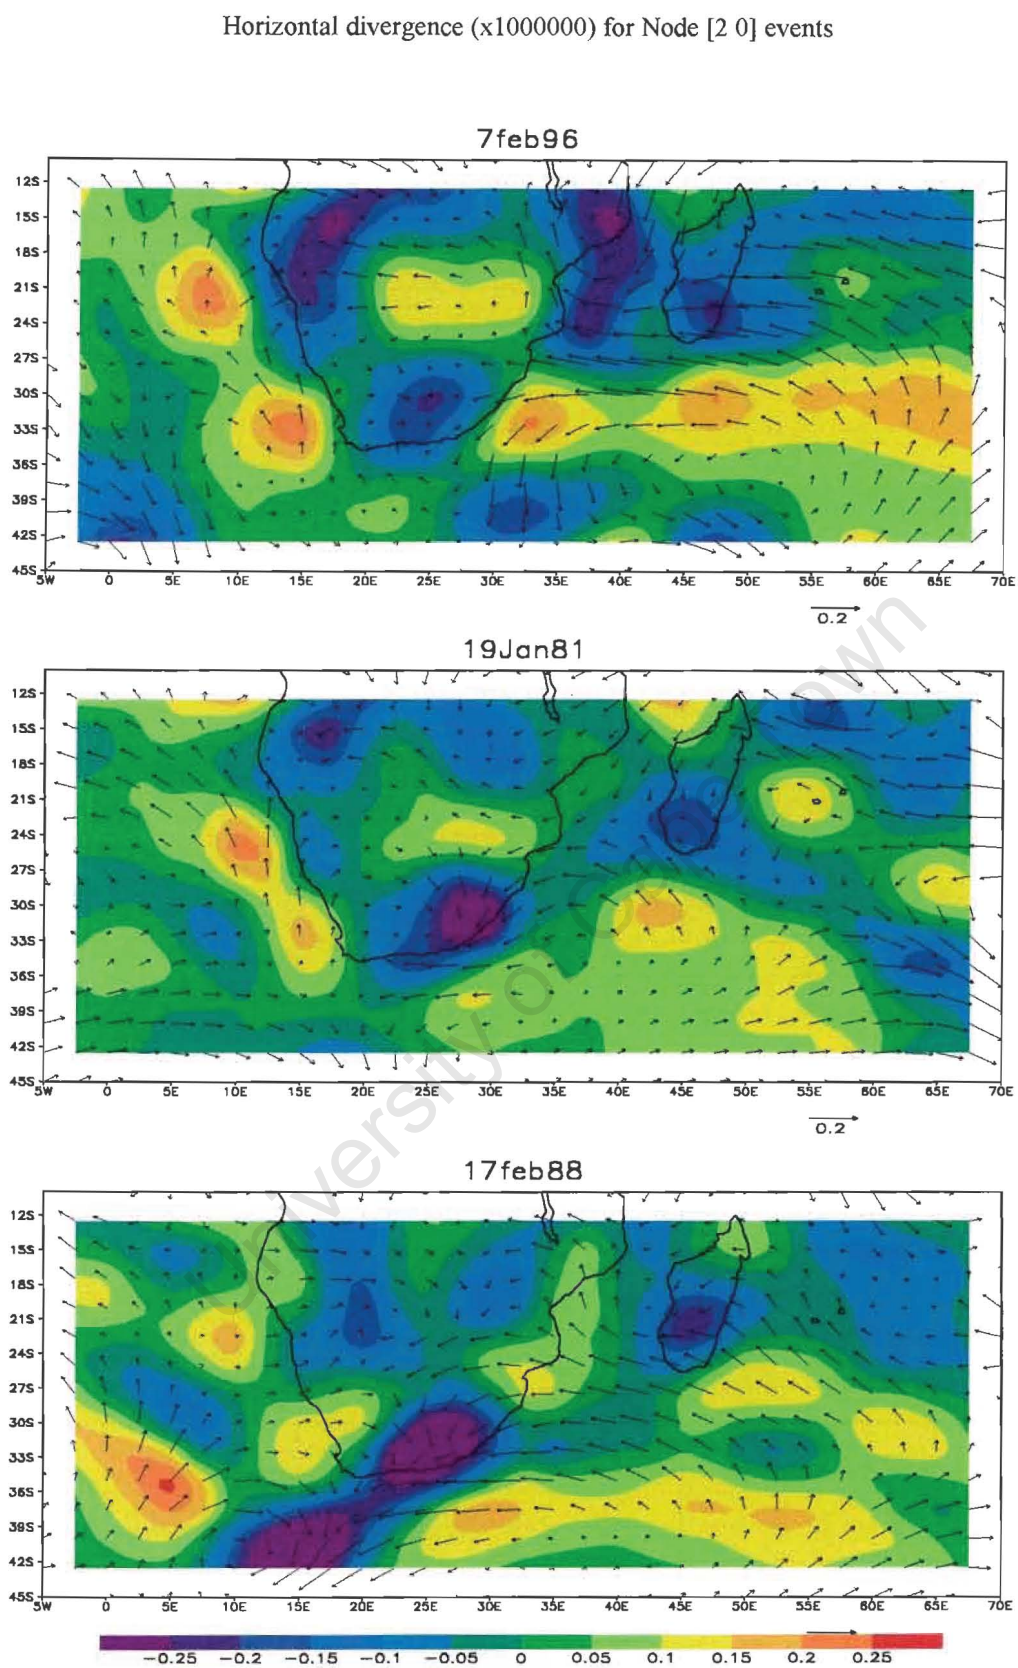 Horizontal divergence (x1000000) for Node [2 0] events
7feb96
12S
15S
18S
21S
24S
27S
30S
33S
36S
39S
42S
45S
5W 0 5E 10E 15E 20E 25E 30E 35E 40E 45E 50E 55E 60E 65E 70E
0.2
19Jan81
12S
15S
18S
21S
24S
27S
30S
33S
36S
39S
42S
45S
5W 0 5E 10E 15E 20E 25E 30E 35E 40E 45E 50E 55E 60E 65E 70E
0.2
17feb88
12S
15S
18S
21S
24S
27S
30S
33S
36S
39S
42S
45S
5W 0 5E 10E 15E 20E 25E 30E 35E 40E 45E 50E 55E 60E 65E 70E
-0.25 -0.2 -0.15 -0.1 -0.05 0 0.05 0.1 0.15 0.2 0.25
University of Cape Town